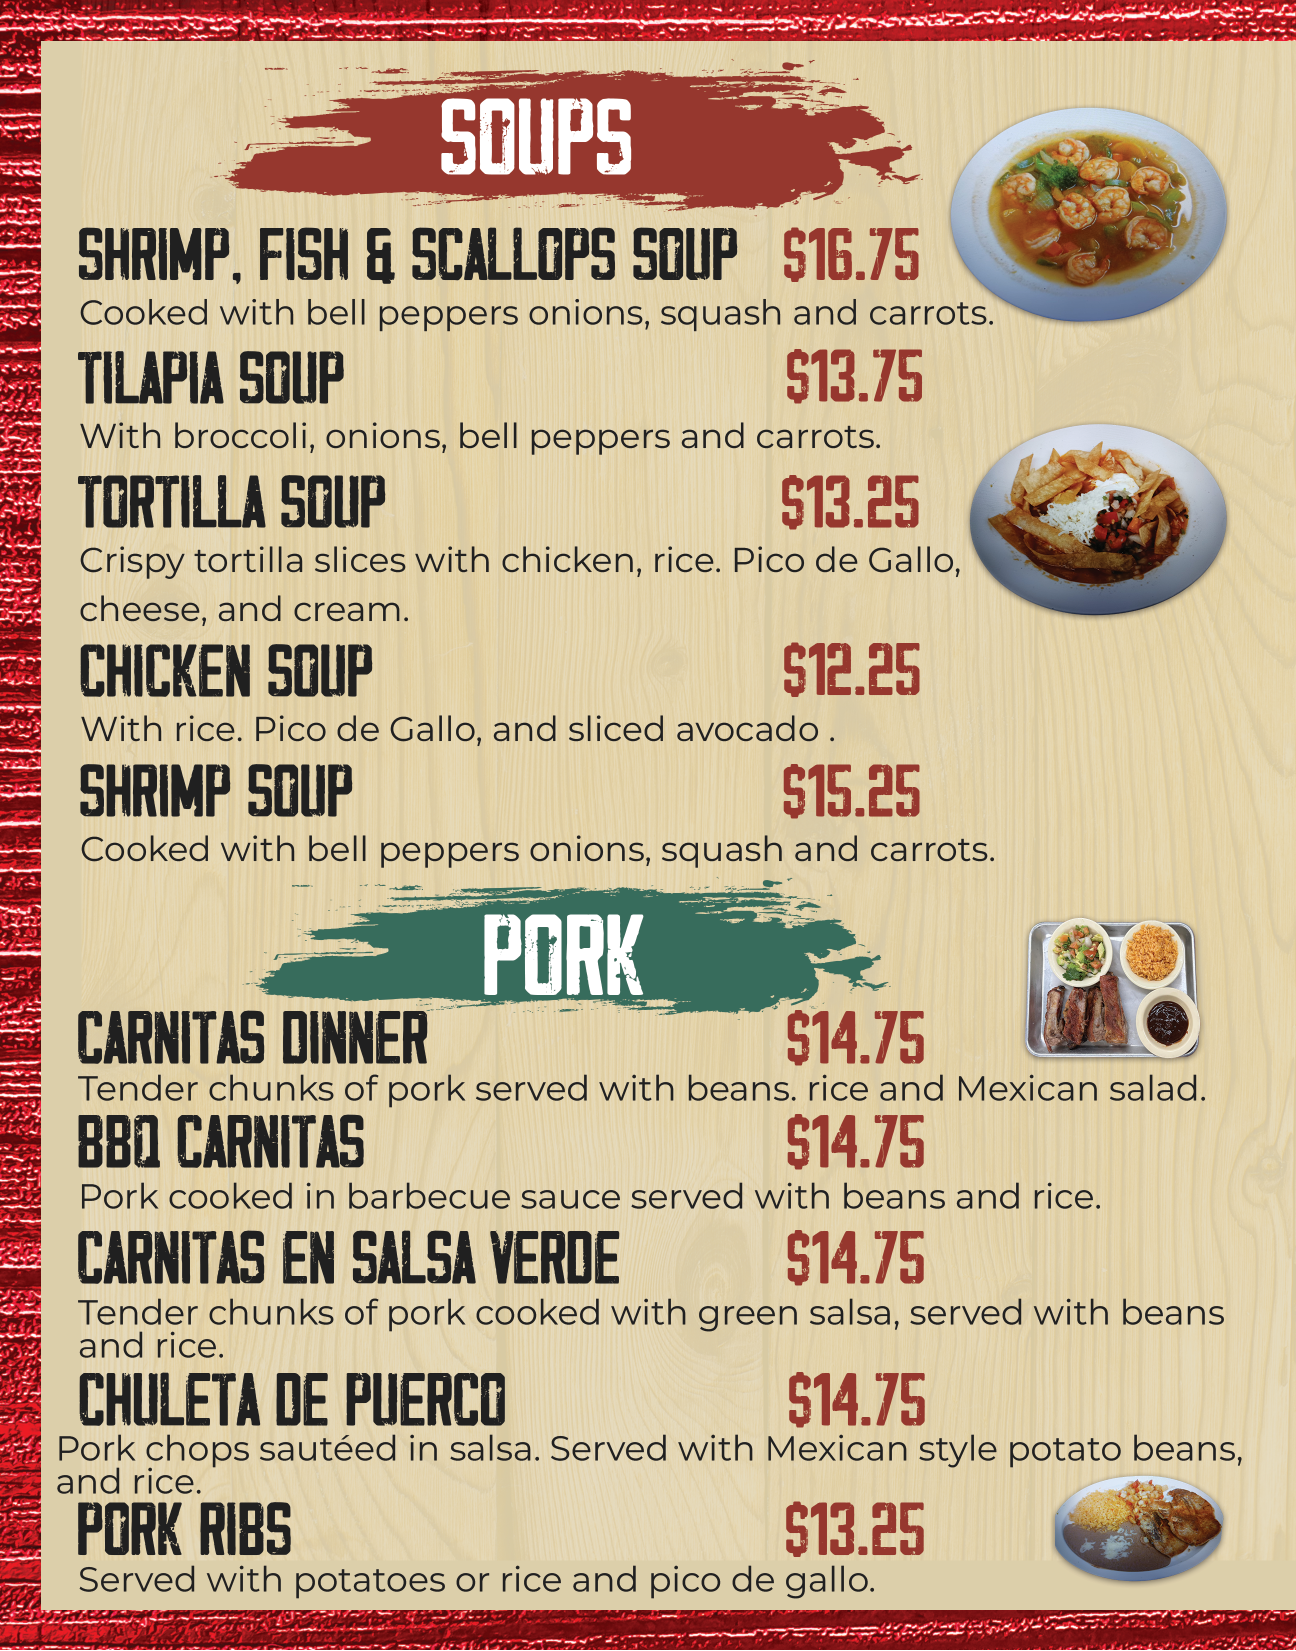 SOUPS
SHRIMP, FISH & SCALLOPS SOUP $16.75
Cooked with bell peppers onions, squash and carrots.
TILAPIA SOUP $13.75
With broccoli, onions, bell peppers and carrots.
TORTILLA SOUP $13.25
Crispy tortilla slices with chicken, rice. Pico de Gallo,
cheese, and cream.
CHICKEN SOUP $12.25
With rice. Pico de Gallo, and sliced avocado .
SHRIMP SOUP $15.25
Cooked with bell peppers onions, squash and carrots.
PORK
CARNITAS DINNER $14.75
Tender chunks of pork served with beans. rice and Mexican salad.
BBQ CARNITAS $14.75
Pork cooked in barbecue sauce served with beans and rice.
CARNITAS EN SALSA VERDE $14.75
Tender chunks of pork cooked with green salsa, served with beans
and rice.
CHULETA DE PUERCO $14.75
Pork chops sautéed in salsa. Served with Mexican style potato beans,
and rice.
PORK RIBS $13.25
Served with potatoes or rice and pico de gallo.